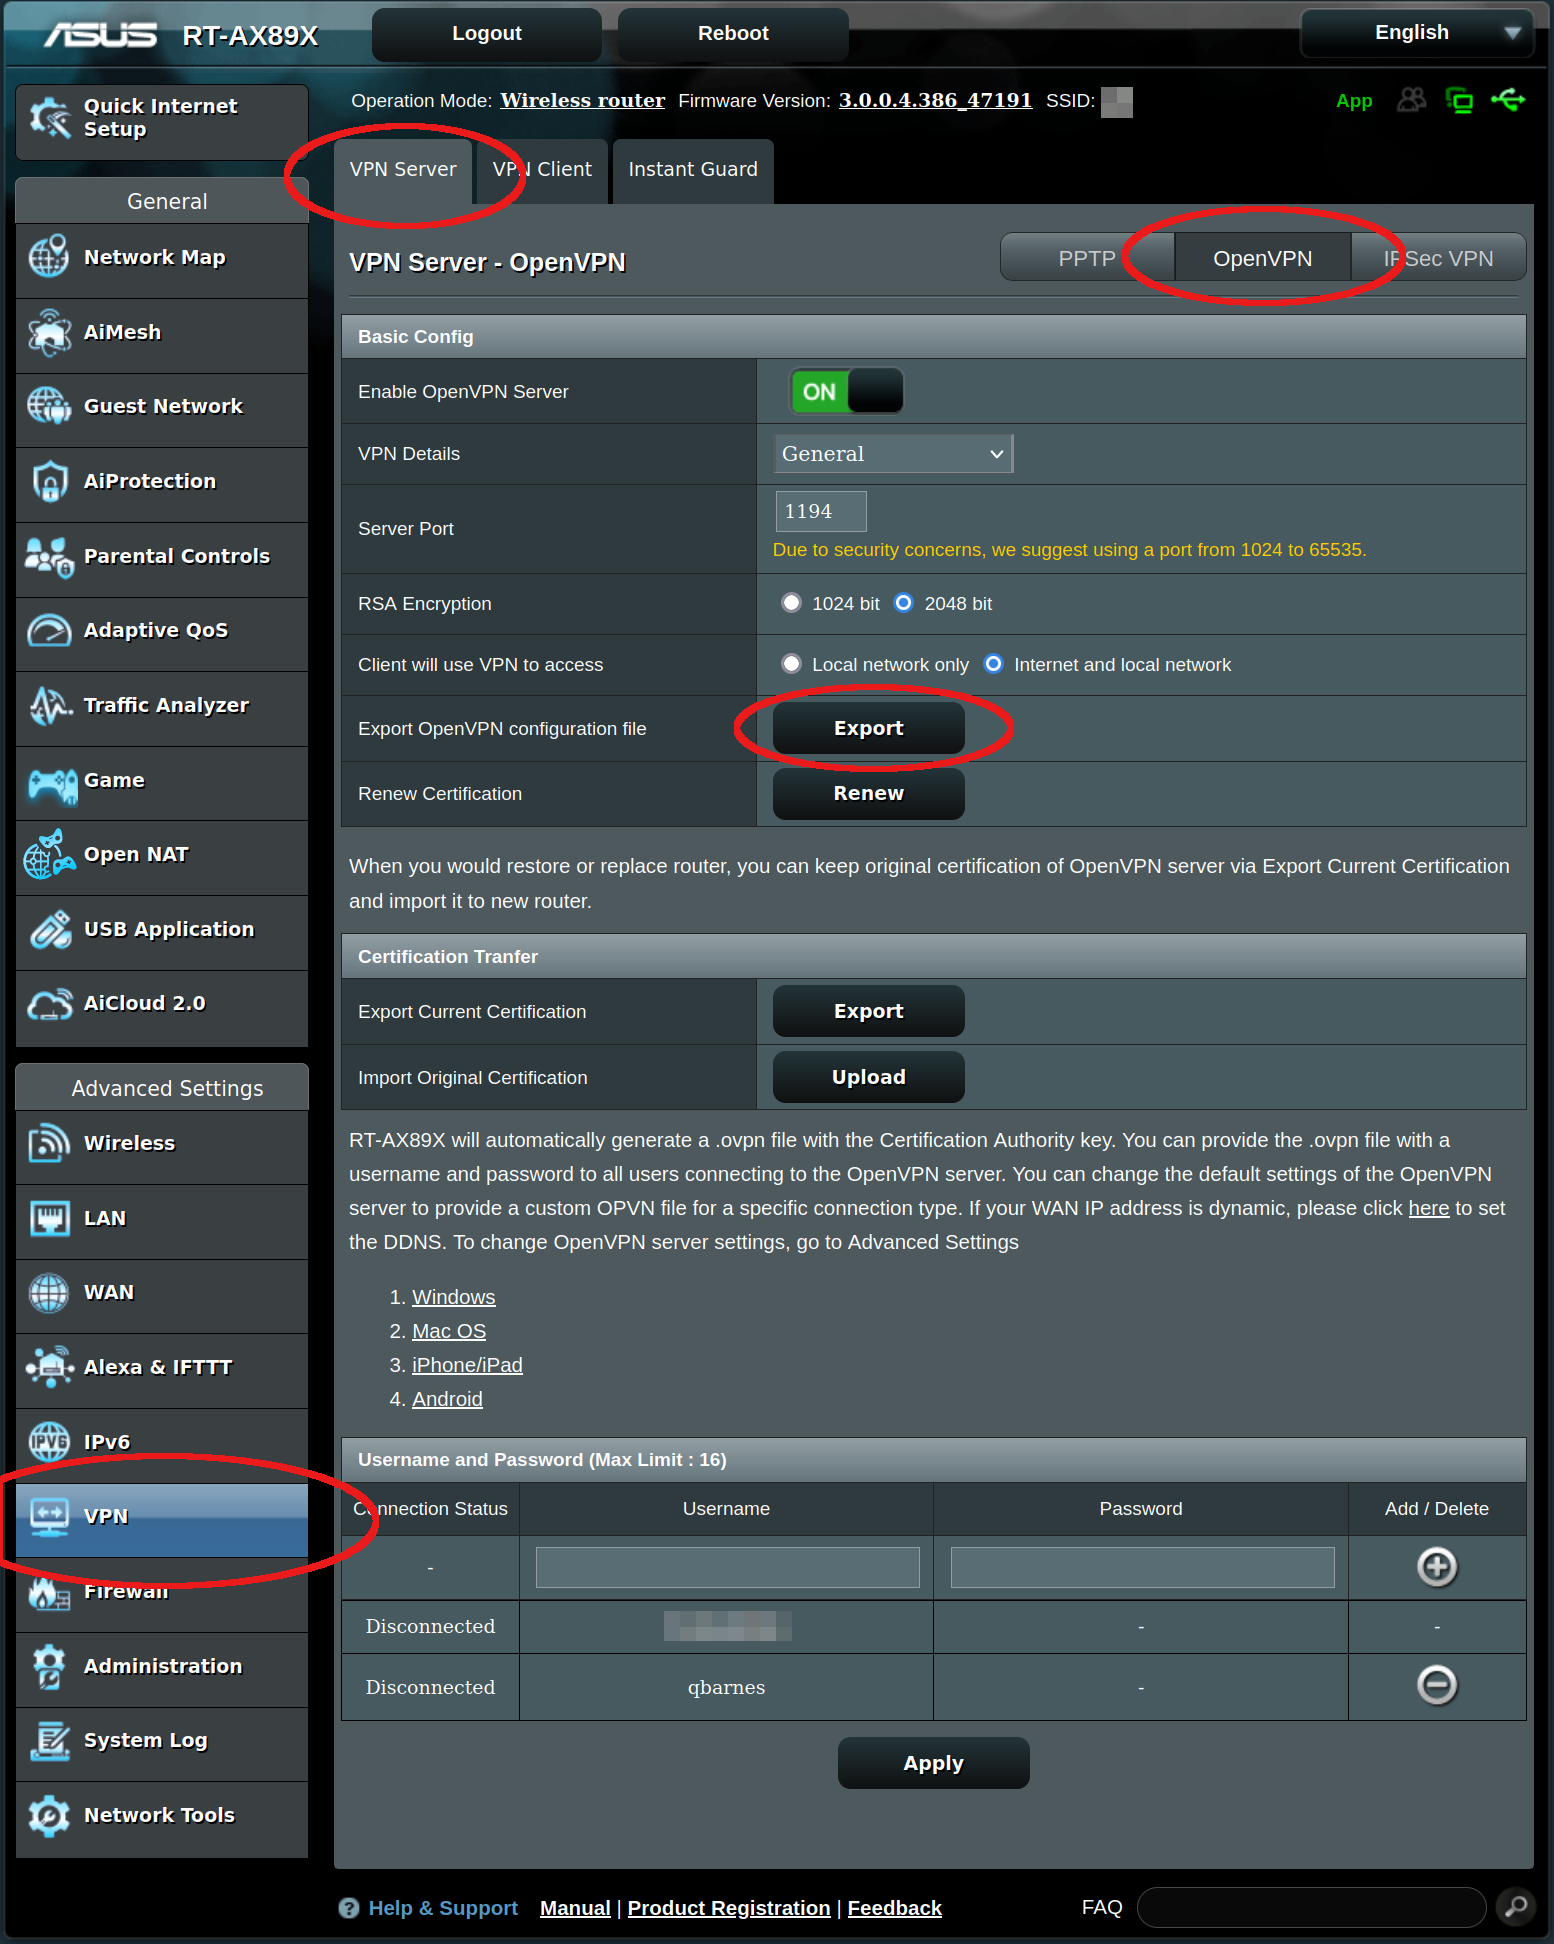 ASUS RT-AX89X Logout Reboot English
Quick Internet
Setup
Operation Mode: Wireless router Firmware Version: 3.0.0.4.386_47191 SSID:
App
General
Network Map
AiMesh
Guest Network
AiProtection
Parental Controls
Adaptive QoS
Traffic Analyzer
Game
Open NAT
USB Application
AiCloud 2.0
Advanced Settings
Wireless
LAN
WAN
Alexa & IFTTT
IPv6
VPN
Firewall
Administration
System Log
Network Tools
VPN Server VPN Client Instant Guard
VPN Server - OpenVPN
PPTP OpenVPN IPSec VPN
Basic Config
Enable OpenVPN Server ON
VPN Details General
Server Port 1194
Due to security concerns, we suggest using a port from 1024 to 65535.
RSA Encryption 1024 bit 2048 bit
Client will use VPN to access Local network only Internet and local network
Export OpenVPN configuration file Export
Renew Certification Renew
When you would restore or replace router, you can keep original certification of OpenVPN server via Export Current Certification
and import it to new router.
Certification Tranfer
Export Current Certification Export
Import Original Certification Upload
RT-AX89X will automatically generate a .ovpn file with the Certification Authority key. You can provide the .ovpn file with a
username and password to all users connecting to the OpenVPN server. You can change the default settings of the OpenVPN
server to provide a custom OPVN file for a specific connection type. If your WAN IP address is dynamic, please click here to set
the DDNS. To change OpenVPN server settings, go to Advanced Settings
1. Windows
2. Mac OS
3. iPhone/iPad
4. Android
Username and Password (Max Limit : 16)
Connection Status Username Password Add / Delete
-
Disconnected - -
Disconnected qbarnes -
Apply
? Help & Support Manual | Product Registration | Feedback FAQ